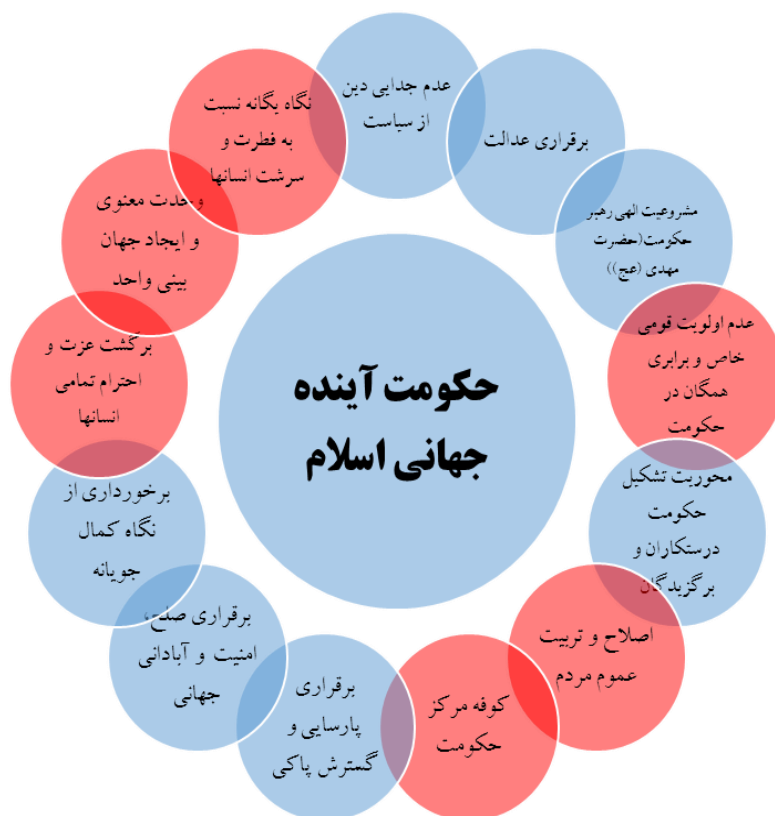 عدم جدایی دین
از سیاست
برقراری عدالت
مشروعیت الهی رهبر
حکومت(حضرت
مهدی (عج))
عدم اولویت قومی
خاص و برابری
همگان در
حکومت
محوریت تشکیل
حکومت
درستکاران و
برگزیدگان
اصلاح و تربیت
عموم مردم
کوفه مرکز
حکومت
برقراری
پارسایی و
گسترش پاکی
برقراری صلح،
امنیت و آبادانی
جهانی
برخورداری از
نگاه کمال
جویانه
برگشت عزت و
احترام تمامی
انسانها
وحدت معنوی
و ایجاد جهان
بینی واحد
نگاه یگانه نسبت
به فطرت و
سرشت انسانها
حکومت آینده
جهانی اسلام